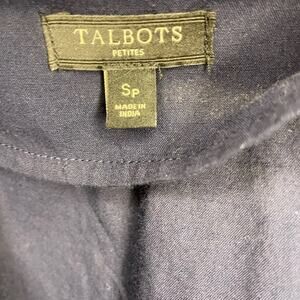 TALBOTS
PETITES
SP
MADE IN
INDIA